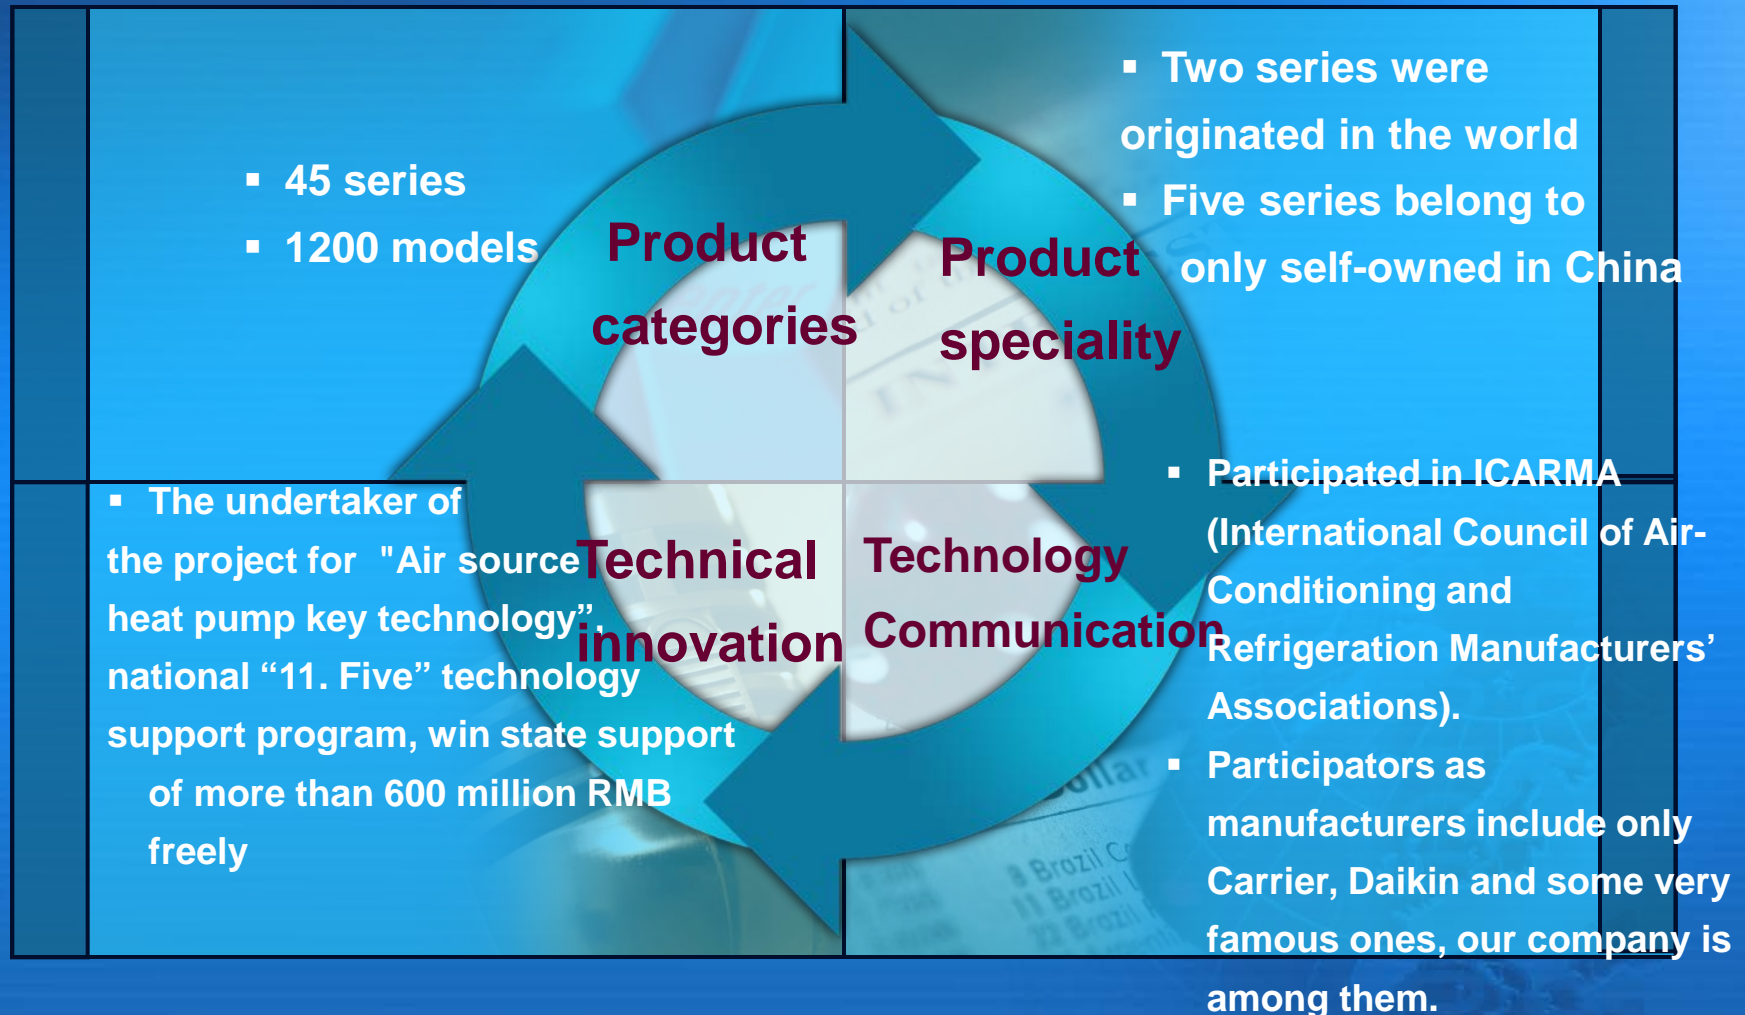 ▪ 45 series
▪ 1200 models
Product
categories
▪ Two series were
originated in the world
▪ Five series belong to
only self-owned in China
Product
speciality
▪ The undertaker of
the project for "Air source
heat pump key technology”,
national “11. Five” technology
support program, win state support
of more than 600 million RMB
freely
Technical
innovation
Technology
Communication
▪ Participated in ICARMA
(International Council of Air-
Conditioning and
Refrigeration Manufacturers’
Associations).
▪ Participators as
manufacturers include only
Carrier, Daikin and some very
famous ones, our company is
among them.